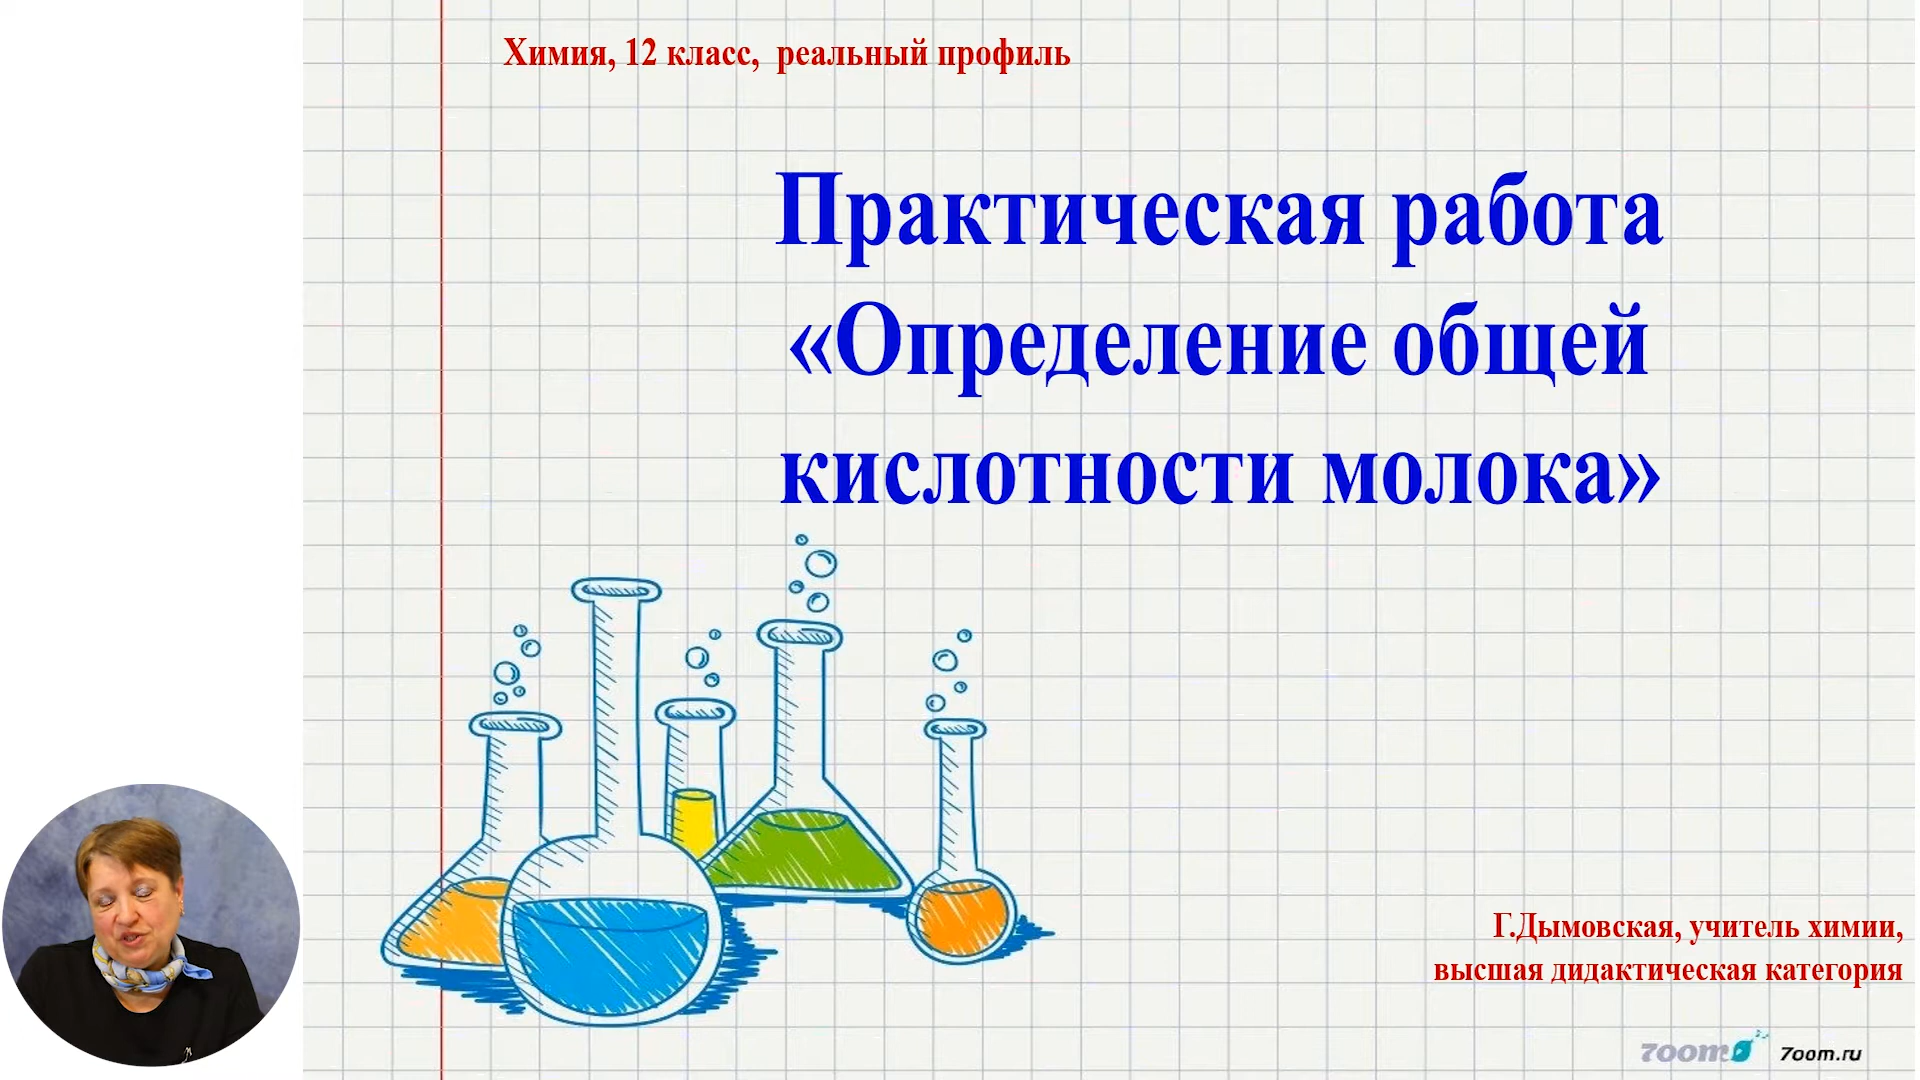 Химия, 12 класс, реальный профиль
Практическая работа
«Определение общей
кислотности молока»
Г.Дымовская, учитель химии,
высшая дидактическая категория
7oom 7oom.ru